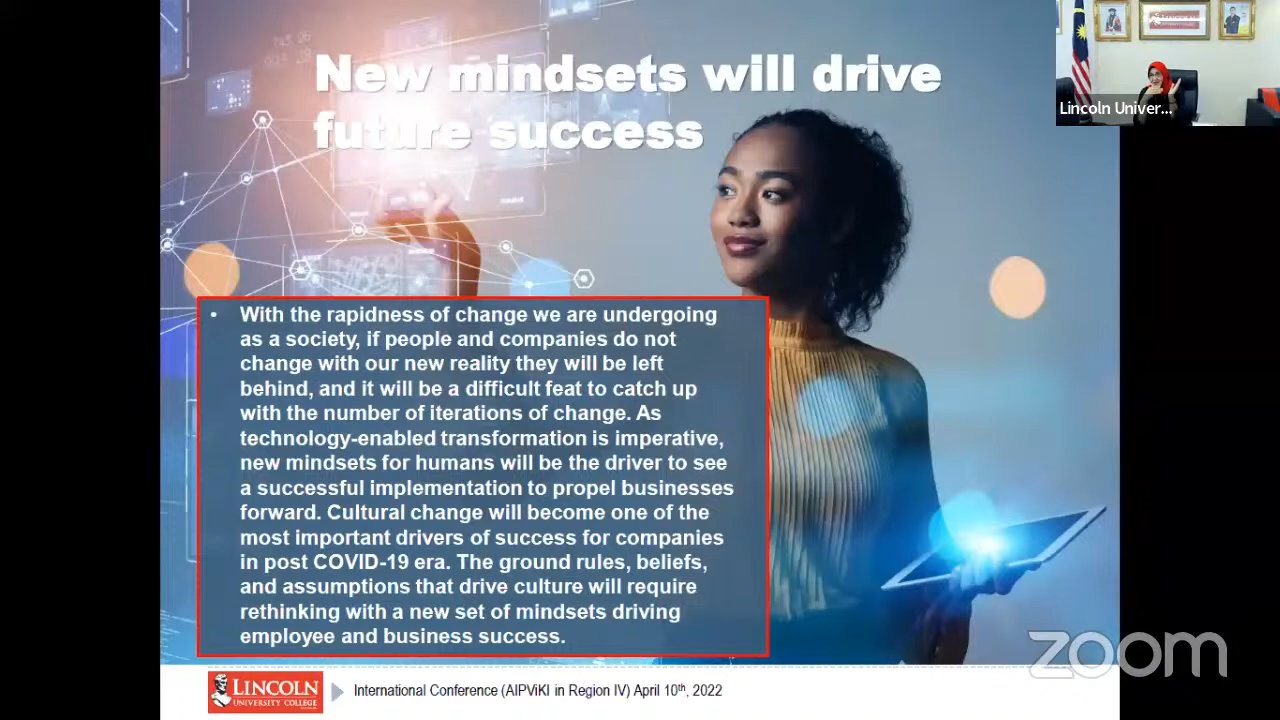 New mindsets will drive
future success
Lincoln Univer...
• With the rapidness of change we are undergoing
as a society, if people and companies do not
change with our new reality they will be left
behind, and it will be a difficult feat to catch up
with the number of iterations of change. As
technology-enabled transformation is imperative,
new mindsets for humans will be the driver to see
a successful implementation to propel businesses
forward. Cultural change will become one of the
most important drivers of success for companies
in post COVID-19 era. The ground rules, beliefs,
and assumptions that drive culture will require
rethinking with a new set of mindsets driving
employee and business success.
zoom
LINCOLN
UNIVERSITY COLLEGE
International Conference (AIPViKI in Region IV) April 10th, 2022